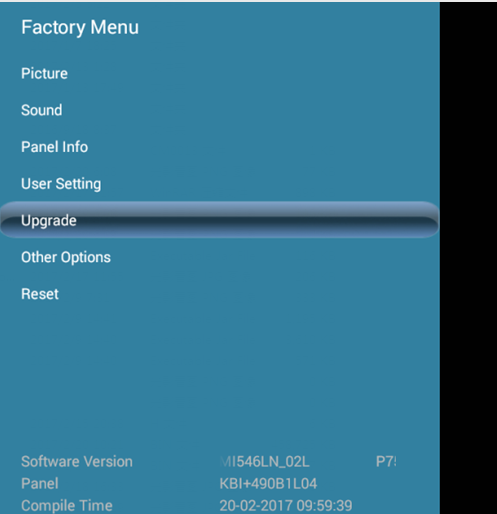 Factory Menu
Picture
Sound
Panel Info
User Setting
Upgrade
Other Options
Reset
Software Version MI546LN_02L P7
Panel KBI+490B1L04
Compile Time 20-02-2017 09:59:39